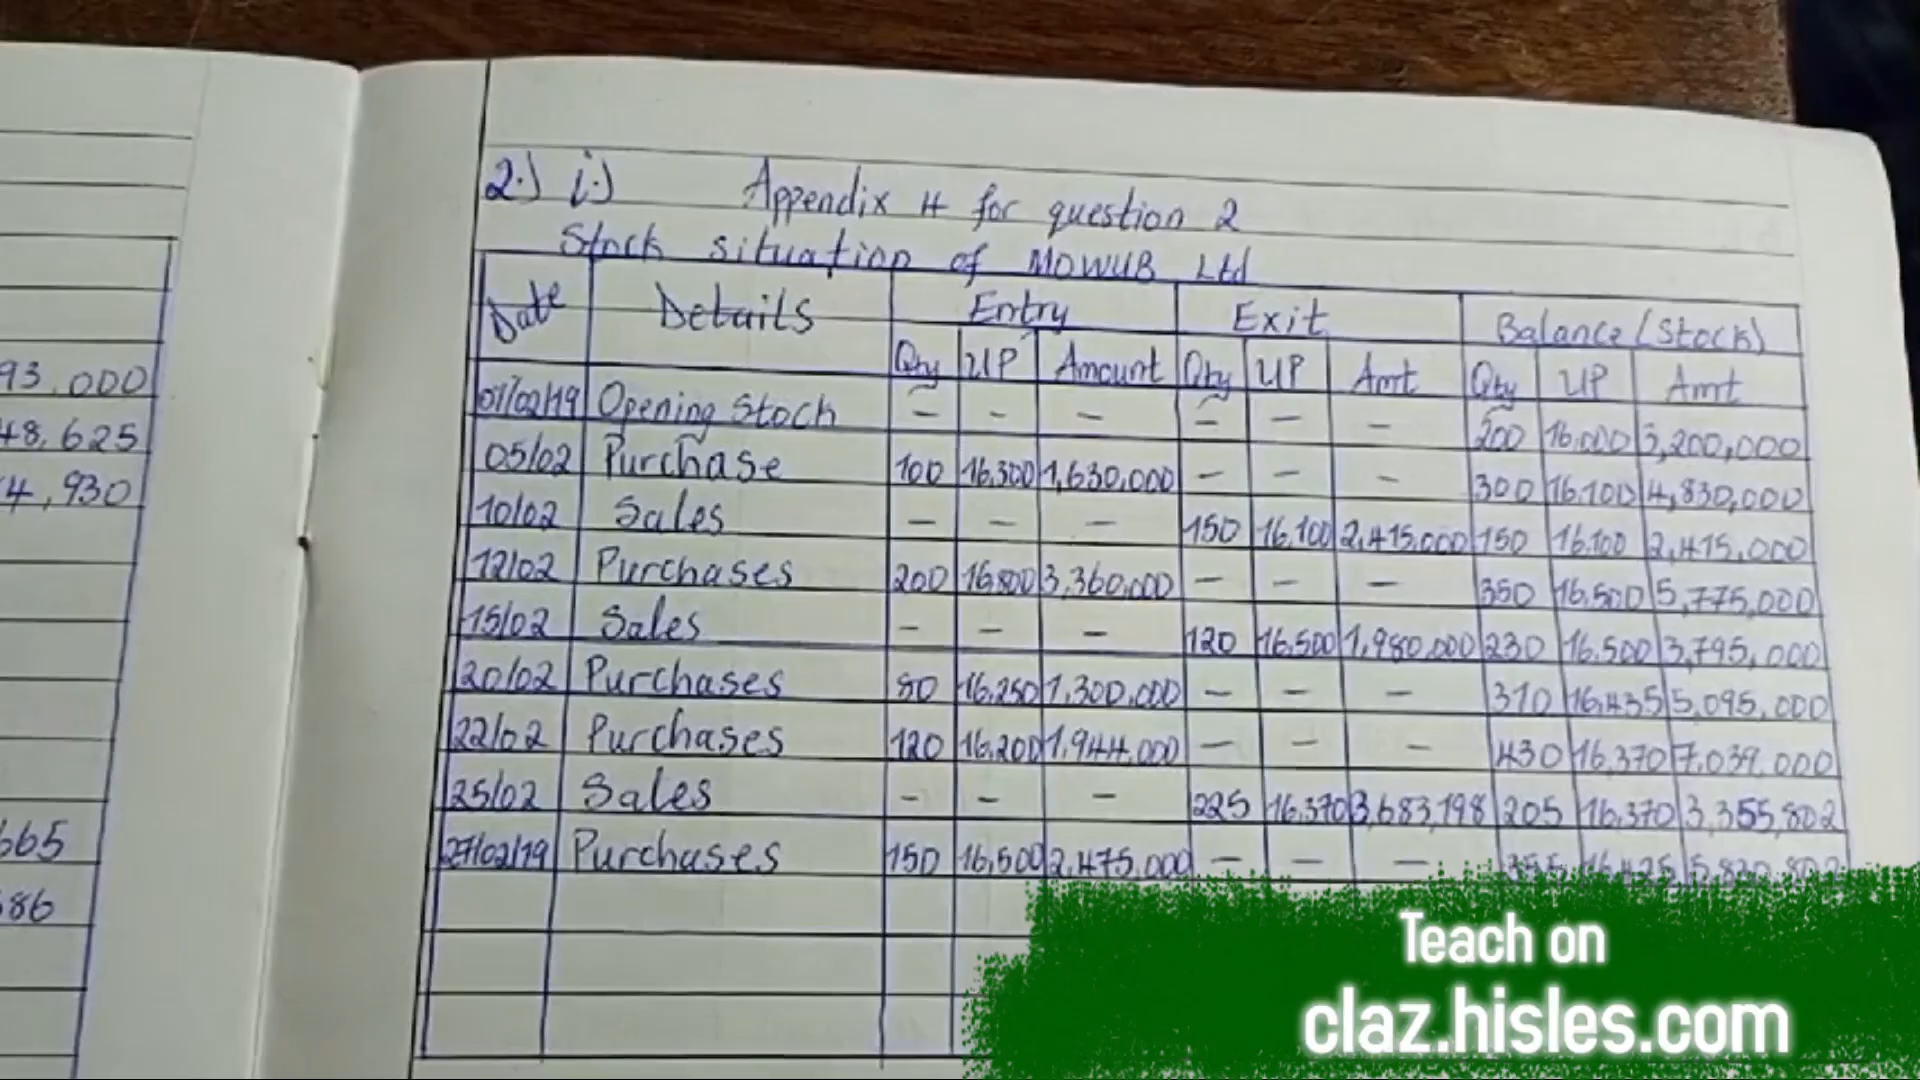 2.) i.) Appendix 4 for question 2
Stock situation of MOWUB Ltd
Date Details Entry Exit Balance (Stock)
Qty UP Amount Qty UP Amt Qty UP Amt
01/02/19 Opening Stock - - - - - - 200 16.000 3,200,000
05/02 Purchase 100 16.300 1,630,000 - - - 300 16.100 4,830,000
10/02 Sales - - - 150 16.100 2,415,000 150 16.100 2,415,000
12/02 Purchases 200 16.800 3,360,000 - - - 350 16.500 5,775,000
15/02 Sales - - - 120 16.500 1,980,000 230 16.500 3,795,000
20/02 Purchases 80 16.250 1,300,000 - - - 310 16,435 5,095,000
22/02 Purchases 120 16.200 1,944,000 - - - 430 16,370 7,039,000
25/02 Sales - - - 225 16,370 3,683,198 205 16,370 3,355,802
27/02/19 Purchases 150 16,500 2,475,000 - - - 355 16,425 5,830,802
93.000
48,625
4,930
665
86
Teach on
claz.hisles.com